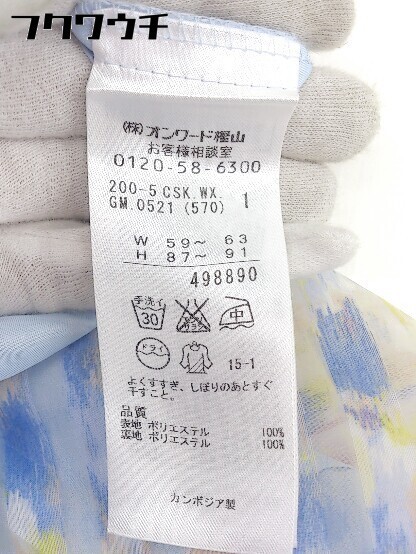 フクワウチ
(株)オンワード樫山
お客様相談室
0120-58-6300
200-5 CSK.WX.
GM.0521 (570) 1
W 59〜 63
H 87〜 91
498890
手洗イ
30
中
ドライ
15-1
よくすすぎ、しぼりのあとすぐ
干すこと。
品質
表地 ポリエステル 100%
裏地 ポリエステル 100%
カンボジア製